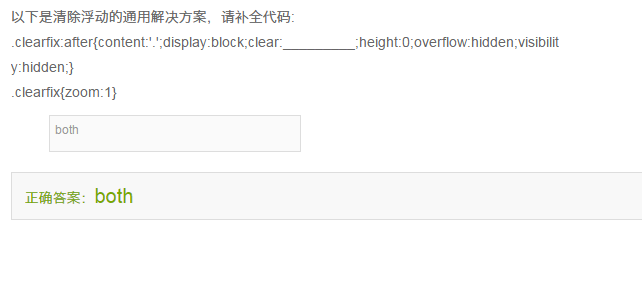 以下是清除浮动的通用解决方案，请补全代码:
.clearfix:after{content:'.';display:block;clear:__________;height:0;overflow:hidden;visibilit
y:hidden;}
.clearfix{zoom:1}
both
正确答案：both